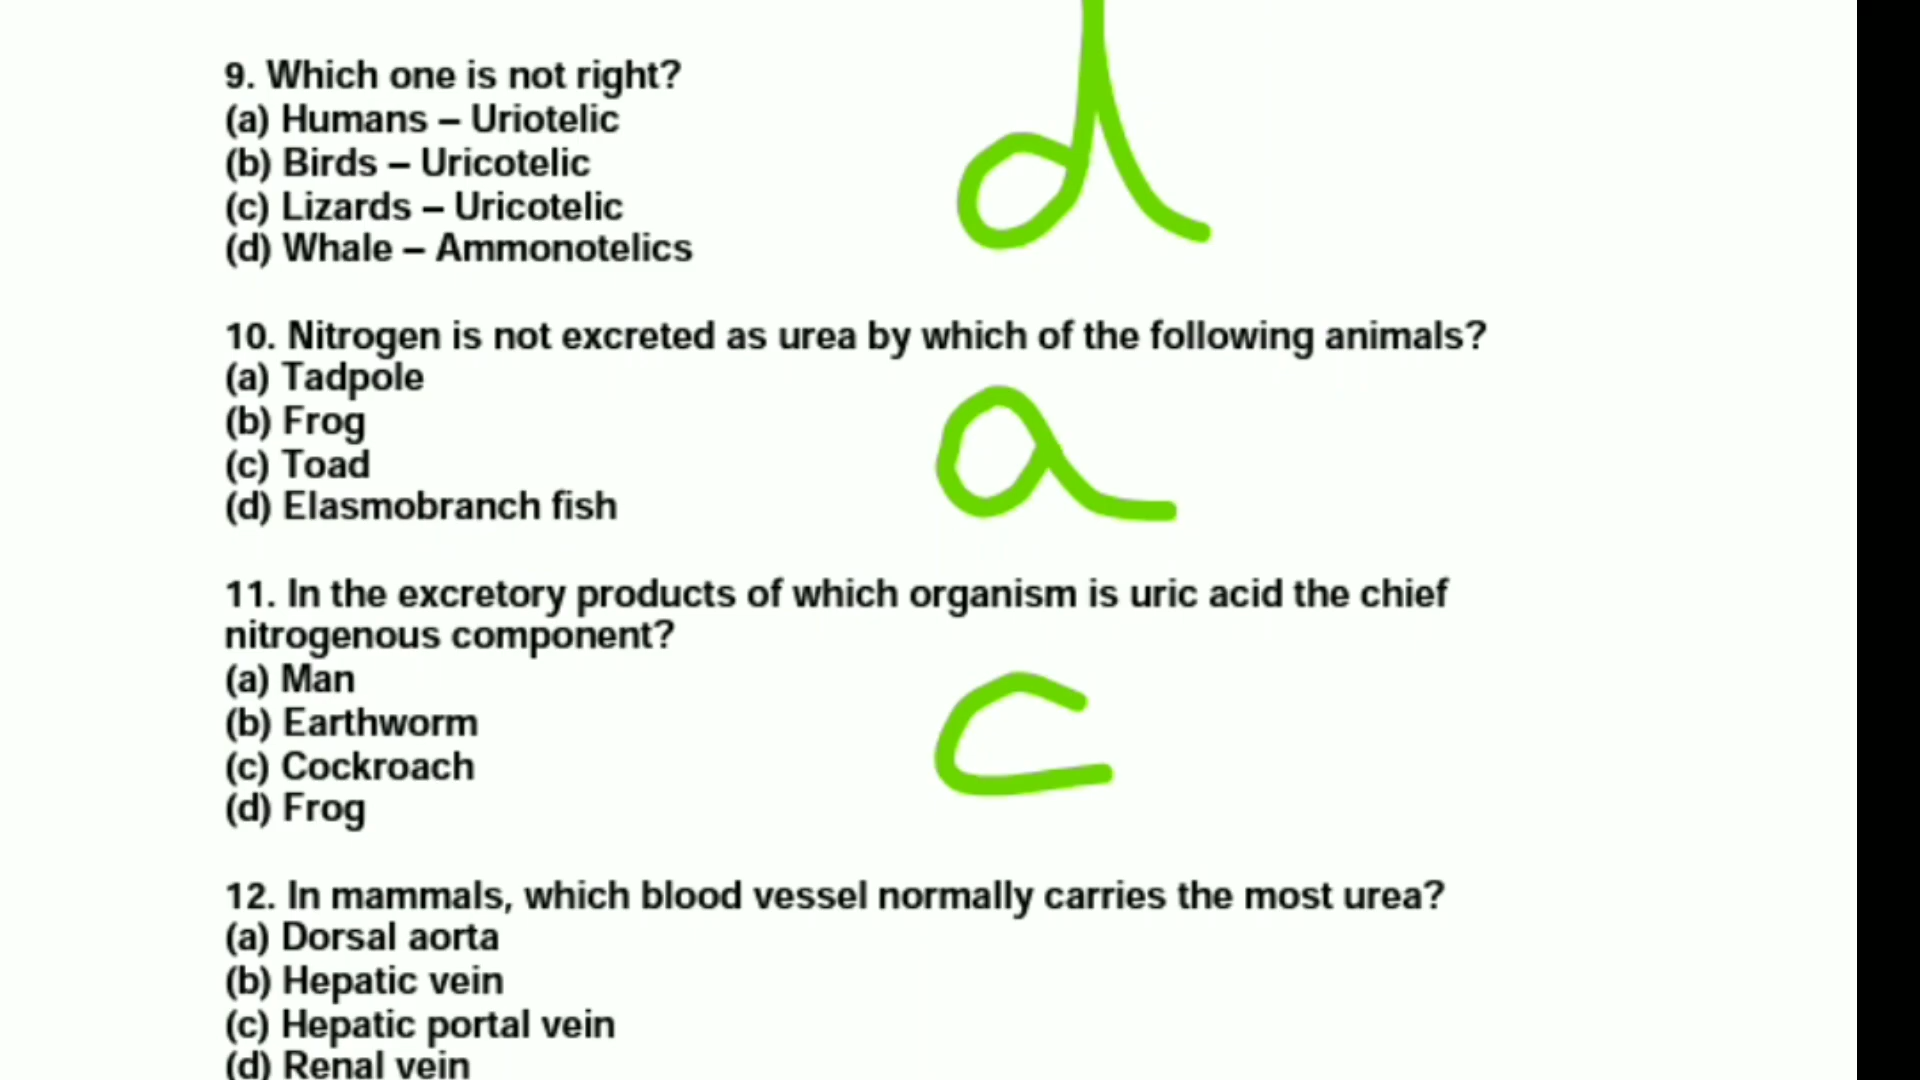 9. Which one is not right?
(a) Humans – Uriotelic
(b) Birds – Uricotelic
(c) Lizards – Uricotelic
(d) Whale – Ammonotelics
d
10. Nitrogen is not excreted as urea by which of the following animals?
(a) Tadpole
(b) Frog
(c) Toad
(d) Elasmobranch fish
a
11. In the excretory products of which organism is uric acid the chief
nitrogenous component?
(a) Man
(b) Earthworm
(c) Cockroach
(d) Frog
c
12. In mammals, which blood vessel normally carries the most urea?
(a) Dorsal aorta
(b) Hepatic vein
(c) Hepatic portal vein
(d) Renal vein